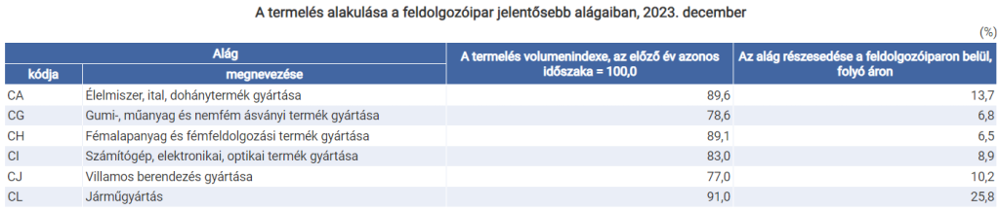 A termelés alakulása a feldolgozóipar jelentősebb alágaiban, 2023. december
(%)
Alág
A termelés volumenindexe, az előző év azonos
időszaka = 100,0
Az alág részesedése a feldolgozóiparon belül,
folyó áron
kódja megnevezése
CA Élelmiszer, ital, dohánytermék gyártása 89,6 13,7
CG Gumi-, műanyag és nemfém ásványi termék gyártása 78,6 6,8
CH Fémalapanyag és fémfeldolgozási termék gyártása 89,1 6,5
CI Számítógép, elektronikai, optikai termék gyártása 83,0 8,9
CJ Villamos berendezés gyártása 77,0 10,2
CL Járműgyártás 91,0 25,8